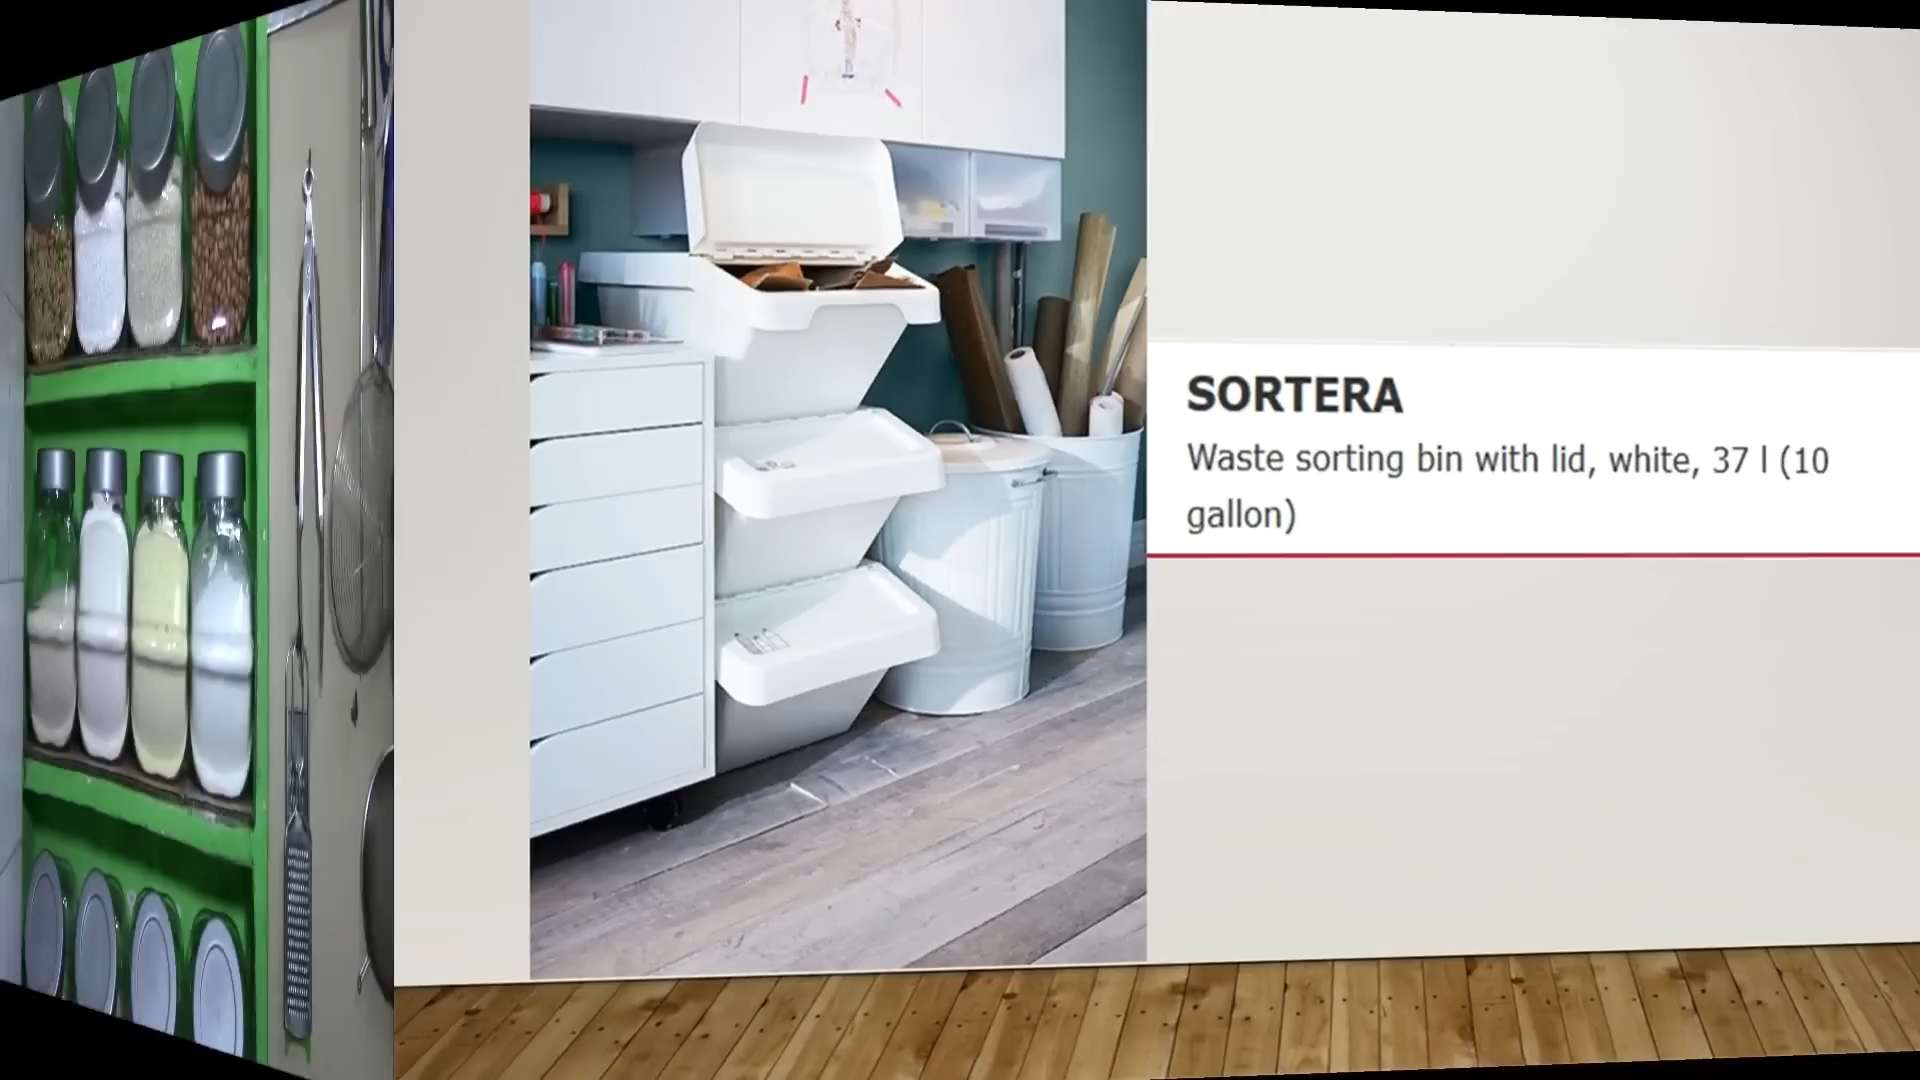 SORTERA
Waste sorting bin with lid, white, 37 l (10
gallon)